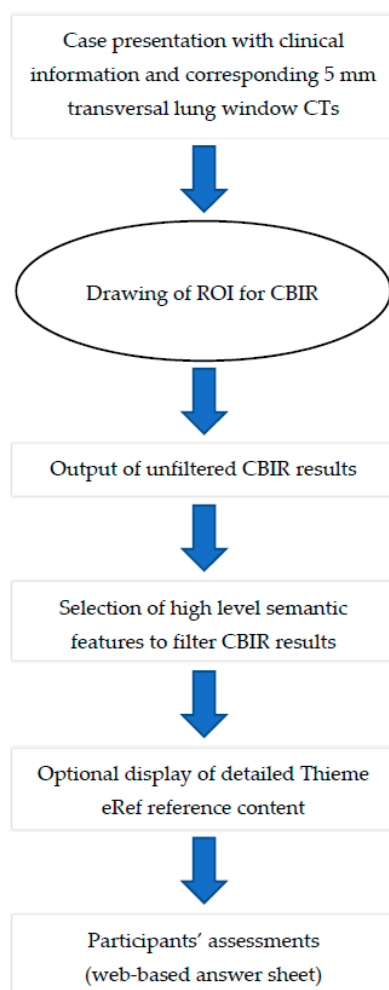 Case presentation with clinical
information and corresponding 5 mm
transversal lung window CTs
Drawing of ROI for CBIR
Output of unfiltered CBIR results
Selection of high level semantic
features to filter CBIR results
Optional display of detailed Thieme
eRef reference content
Participants’ assessments
(web-based answer sheet)